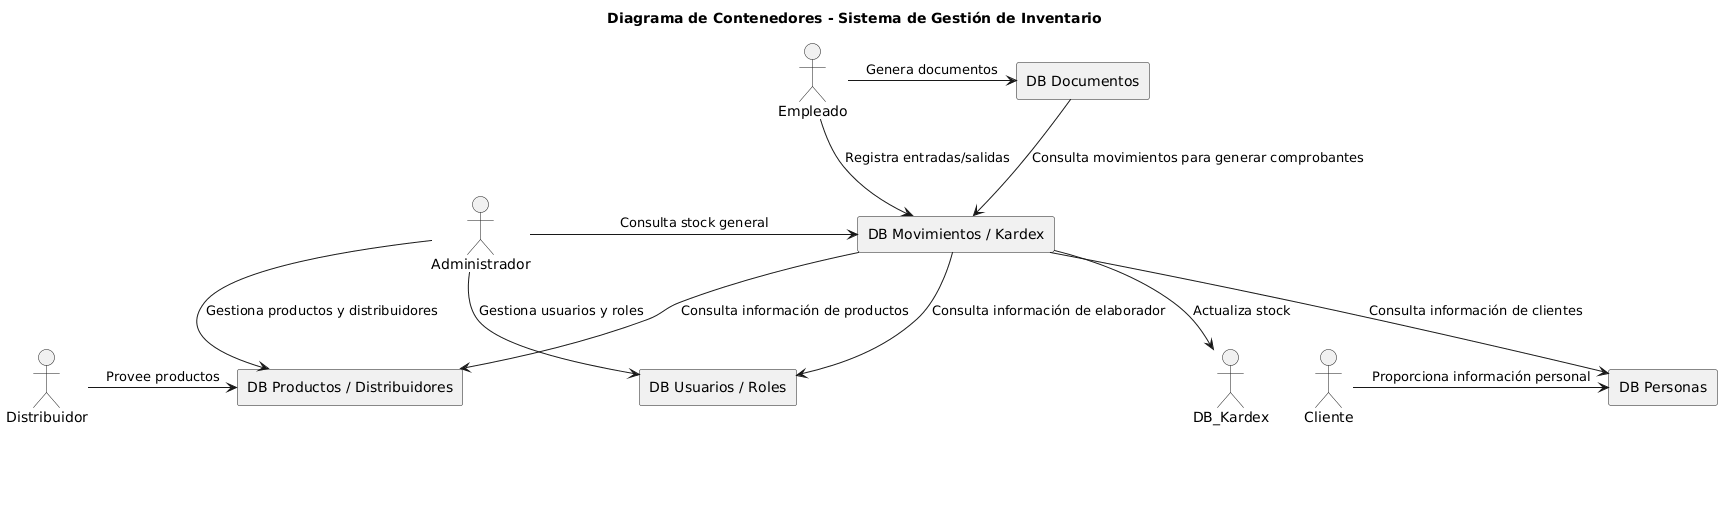 Diagrama de Contenedores - Sistema de Gestión de Inventario
Genera documentos
DB Documentos
Empleado
Registra entradas/salidas
Consulta movimientos para generar comprobantes
Consulta stock general
DB Movimientos / Kardex
Administrador
Gestiona productos y distribuidores
Gestiona usuarios y roles
Consulta información de productos
Consulta información de elaborador
Actualiza stock
Consulta información de clientes
Provee productos
Proporciona información personal
DB Productos / Distribuidores
DB Usuarios / Roles
DB Personas
Distribuidor
DB_Kardex
Cliente